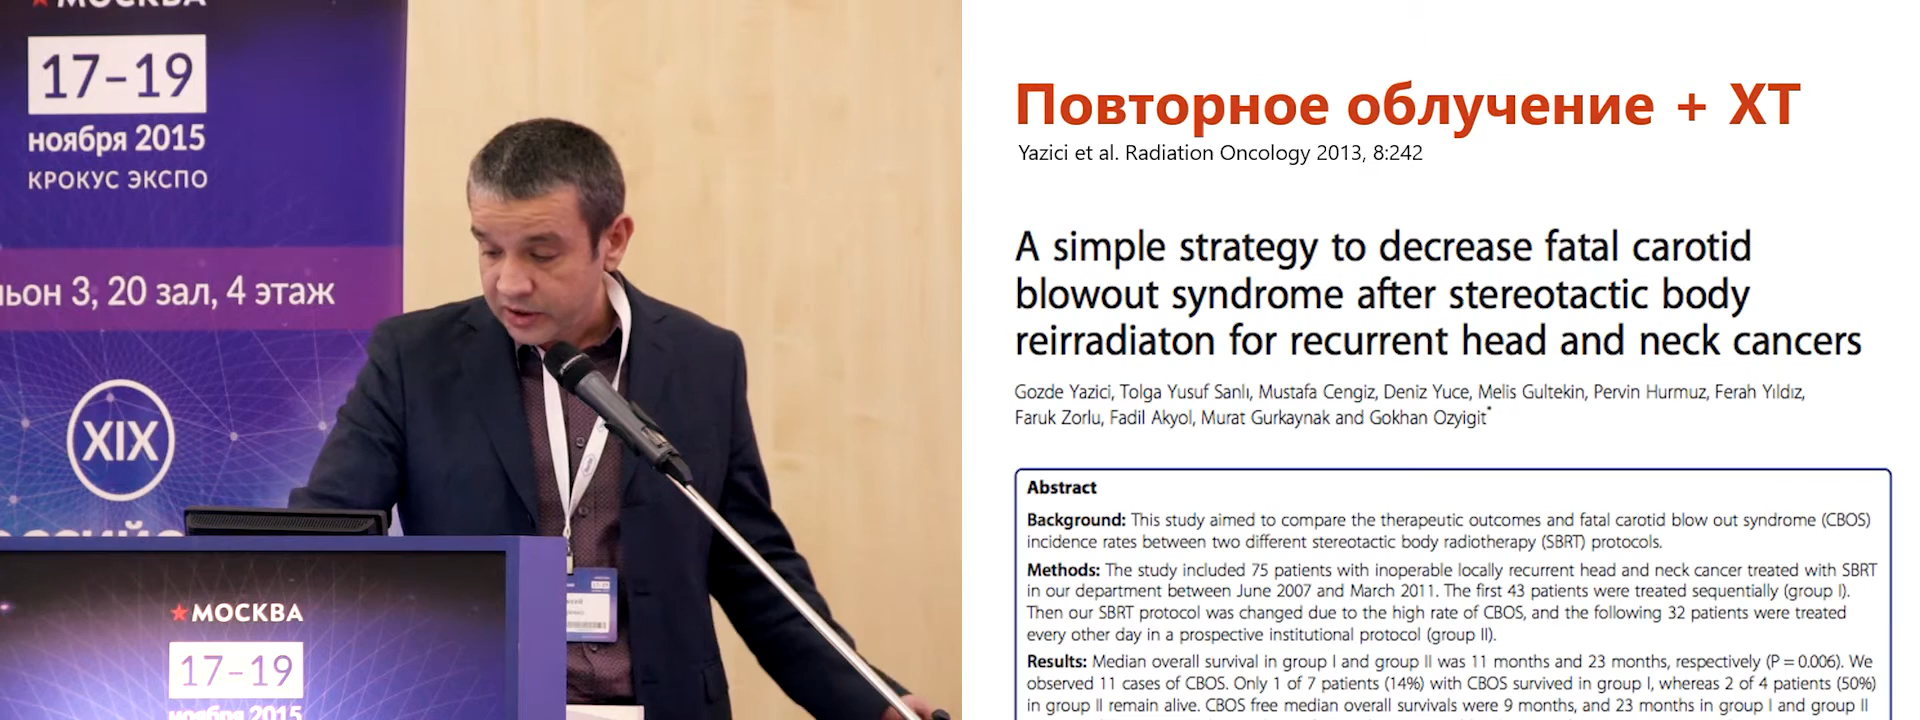 МОСКВА
17–19
ноября 2015
КРОКУС ЭКСПО
3, 20 зал, 4 этаж
XIX
МОСКВА
17–19
ноября 2015
Повторное облучение + ХТ
Yazici et al. Radiation Oncology 2013, 8:242
A simple strategy to decrease fatal carotid
blowout syndrome after stereotactic body
reirradiaton for recurrent head and neck cancers
Gozde Yazici, Tolga Yusuf Sanlı, Mustafa Cengiz, Deniz Yuce, Melis Gultekin, Pervin Hurmuz, Ferah Yıldız,
Faruk Zorlu, Fadil Akyol, Murat Gurkaynak and Gokhan Ozyigit*
Abstract
Background: This study aimed to compare the therapeutic outcomes and fatal carotid blow out syndrome (CBOS)
incidence rates between two different stereotactic body radiotherapy (SBRT) protocols.
Methods: The study included 75 patients with inoperable locally recurrent head and neck cancer treated with SBRT
in our department between June 2007 and March 2011. The first 43 patients were treated sequentially (group I).
Then our SBRT protocol was changed due to the high rate of CBOS, and the following 32 patients were treated
every other day in a prospective institutional protocol (group II).
Results: Median overall survival in group I and group II was 11 months and 23 months, respectively (P = 0.006). We
observed 11 cases of CBOS. Only 1 of 7 patients (14%) with CBOS survived in group I, whereas 2 of 4 patients (50%)
in group II remain alive. CBOS free median overall survivals were 9 months, and 23 months in group I and group II